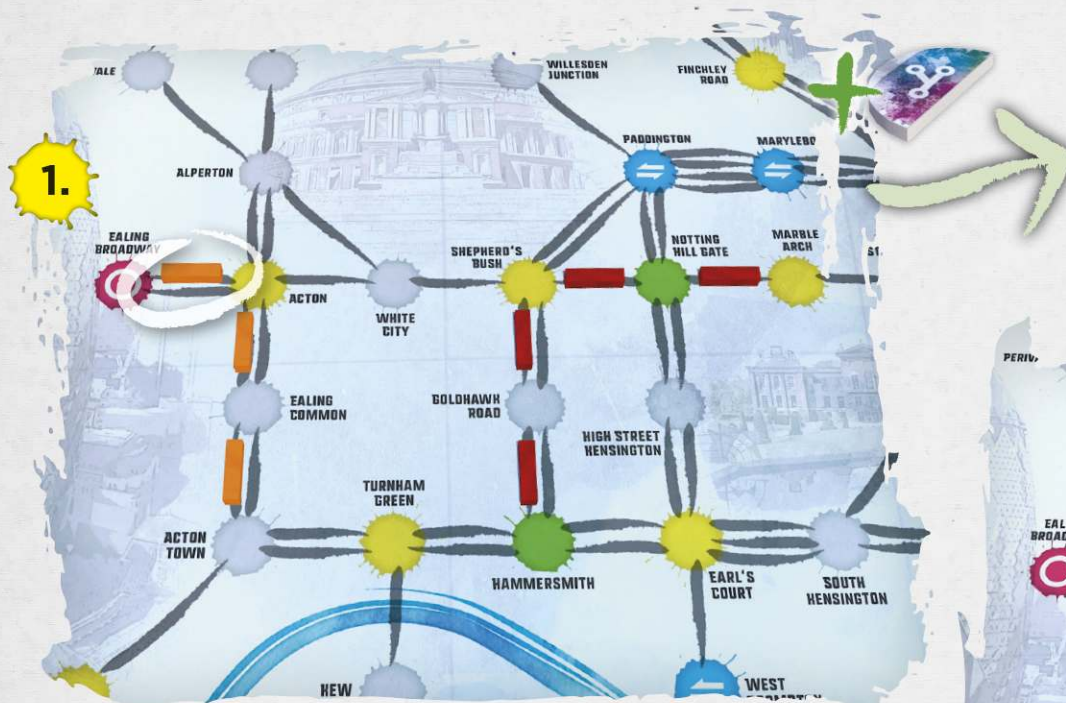 WILLESDEN
JUNCTION
FINCHLEY
ROAD
PADDINGTON
1.
ALPERTON
EALING
BROADWAY
SHEPHERD'S
BUSH
NOTTING
HILL GATE
MARBLE
ARCH
ACTON
WHITE
CITY
EALING
COMMON
GOLDHAWK
ROAD
HIGH STREET
KENSINGTON
TURNHAM
GREEN
ACTON
TOWN
HAMMERSMITH
EARL'S
COURT
SOUTH
KENSINGTON
KEW
WEST